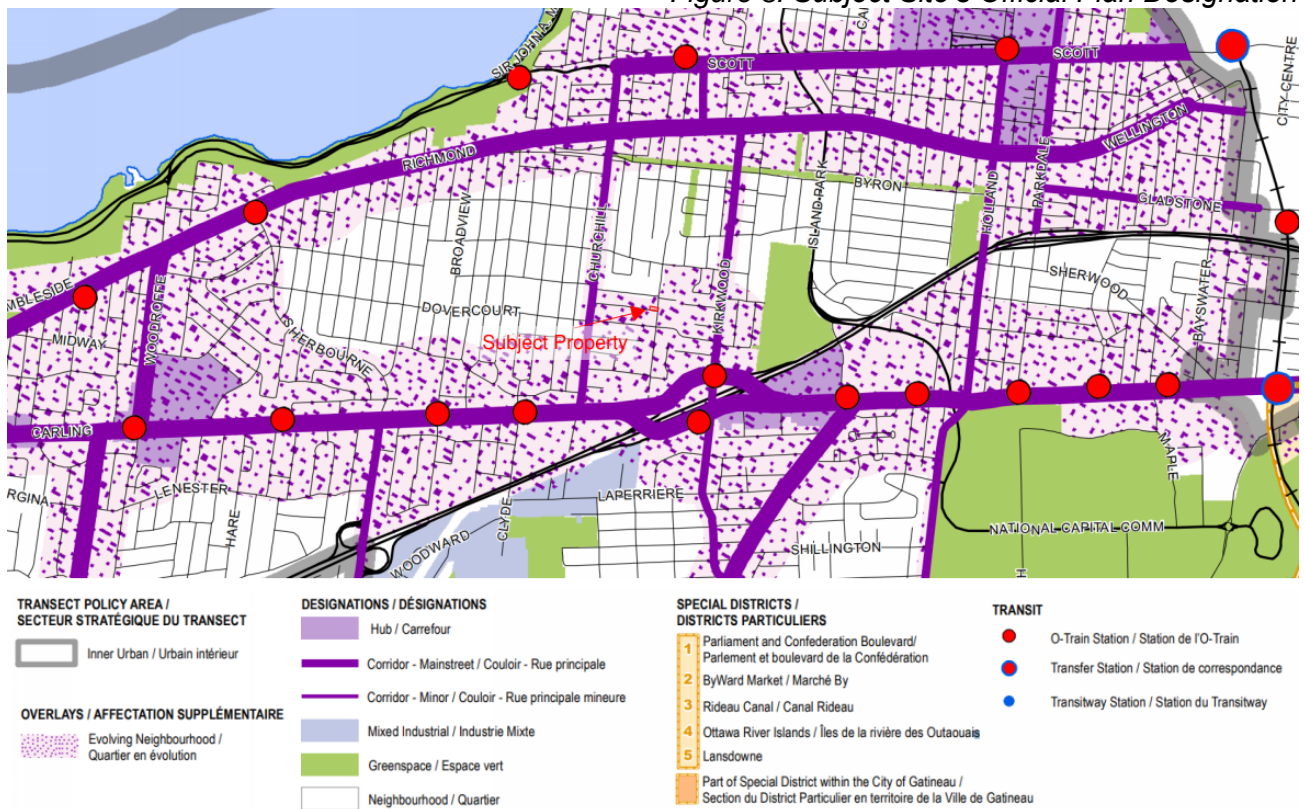 Figure 8: Subject Site's Official Plan Designation
SIR JOHN A. M
CA
SCOTT
SCOTT
CITY CENTRE
WELLINGTON
RICHMOND
BROADVIEW
CHURCHILL
ISLAND PARK
BYRON
HOLLAND
PARKDALE
GLADSTONE
MBLESIDE
WOODROFFE
DOVERCOURT
KIRKWOOD
SHERWOOD
BAYSWATER
MIDWAY
SHERBOURNE
Subject Property
CARLING
RGINA
LENESTER
HARE
CLYDE
LAPERRIERE
MAPLE
WOODWARD
SHILLINGTON
NATIONAL CAPITAL COMM
H
TRANSECT POLICY AREA /
SECTEUR STRATÉGIQUE DU TRANSECT
Inner Urban / Urbain intérieur
OVERLAYS / AFFECTATION SUPPLÉMENTAIRE
Evolving Neighbourhood /
Quartier en évolution
DESIGNATIONS / DÉSIGNATIONS
Hub / Carrefour
Corridor - Mainstreet / Couloir - Rue principale
Corridor - Minor / Couloir - Rue principale mineure
Mixed Industrial / Industrie Mixte
Greenspace / Espace vert
Neighbourhood / Quartier
SPECIAL DISTRICTS /
DISTRICTS PARTICULIERS
1 Parliament and Confederation Boulevard/
Parlement et boulevard de la Confédération
2 ByWard Market / Marché By
3 Rideau Canal / Canal Rideau
4 Ottawa River Islands / Îles de la rivière des Outaouais
5 Lansdowne
Part of Special District within the City of Gatineau /
Section du District Particulier en territoire de la Ville de Gatineau
TRANSIT
O-Train Station / Station de l'O-Train
Transfer Station / Station de correspondance
Transitway Station / Station du Transitway